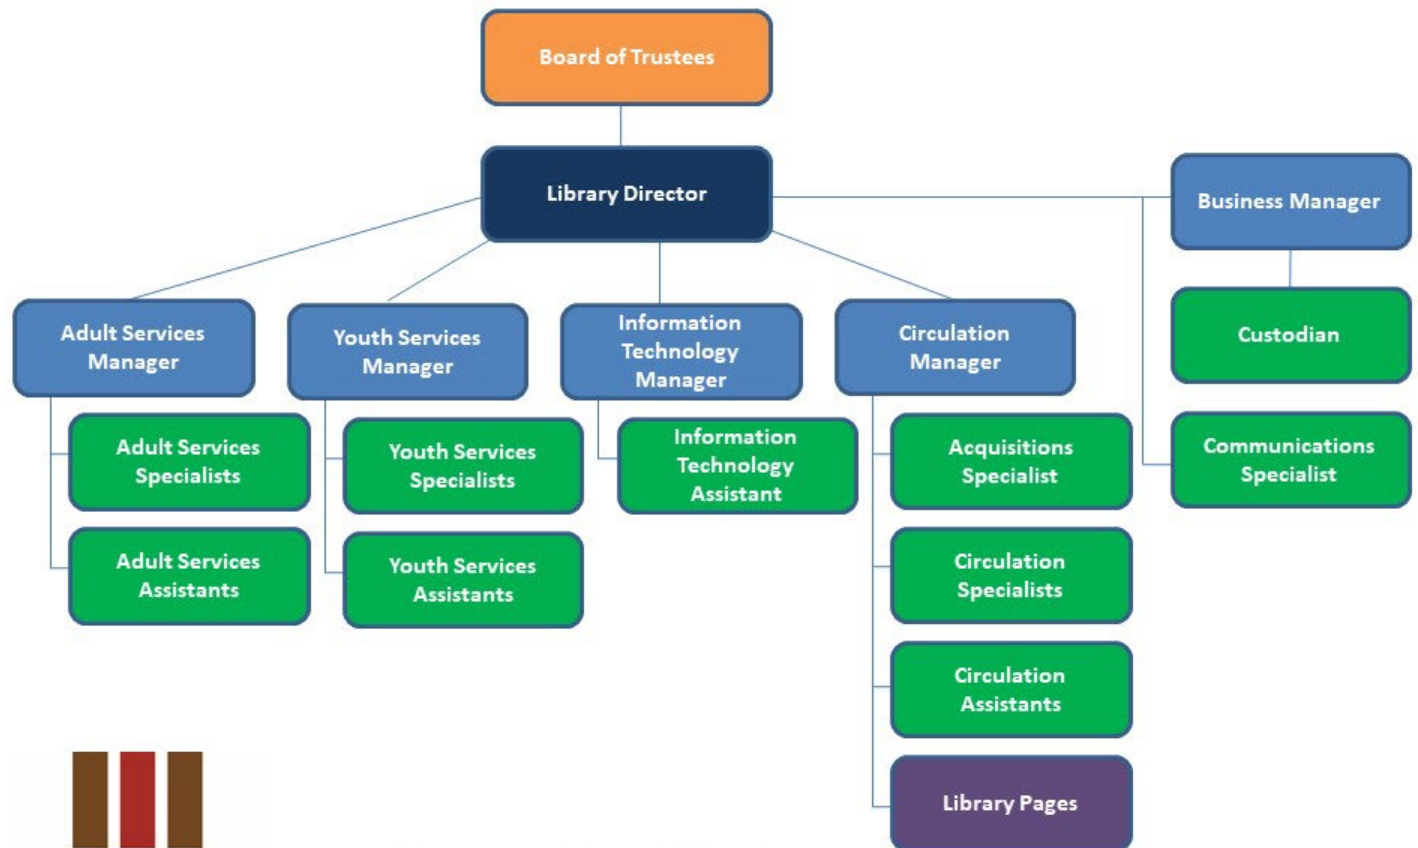 Board of Trustees
Library Director
Business Manager
Adult Services
Manager
Youth Services
Manager
Information
Technology
Manager
Circulation
Manager
Custodian
Adult Services
Specialists
Youth Services
Specialists
Information
Technology
Assistant
Acquisitions
Specialist
Communications
Specialist
Adult Services
Assistants
Youth Services
Assistants
Circulation
Specialists
Circulation
Assistants
Library Pages